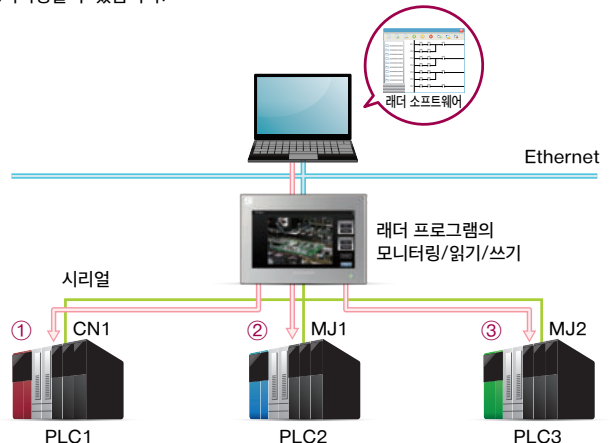 래더 소프트웨어
Ethernet
래더 프로그램의
모니터링/읽기/쓰기
시리얼
① CN1
② MJ1
③ MJ2
PLC1
PLC2
PLC3